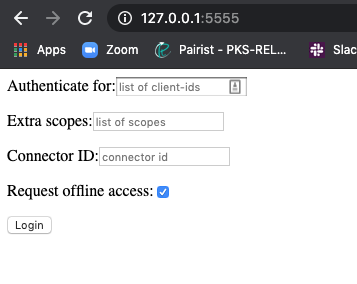 127.0.0.1:5555
Zoom
Pairist - PKS-REL...
Slac
Authenticate for: list of client-ids
Extra scopes: list of scopes
Connector ID: connector id
Request offline access:
Login